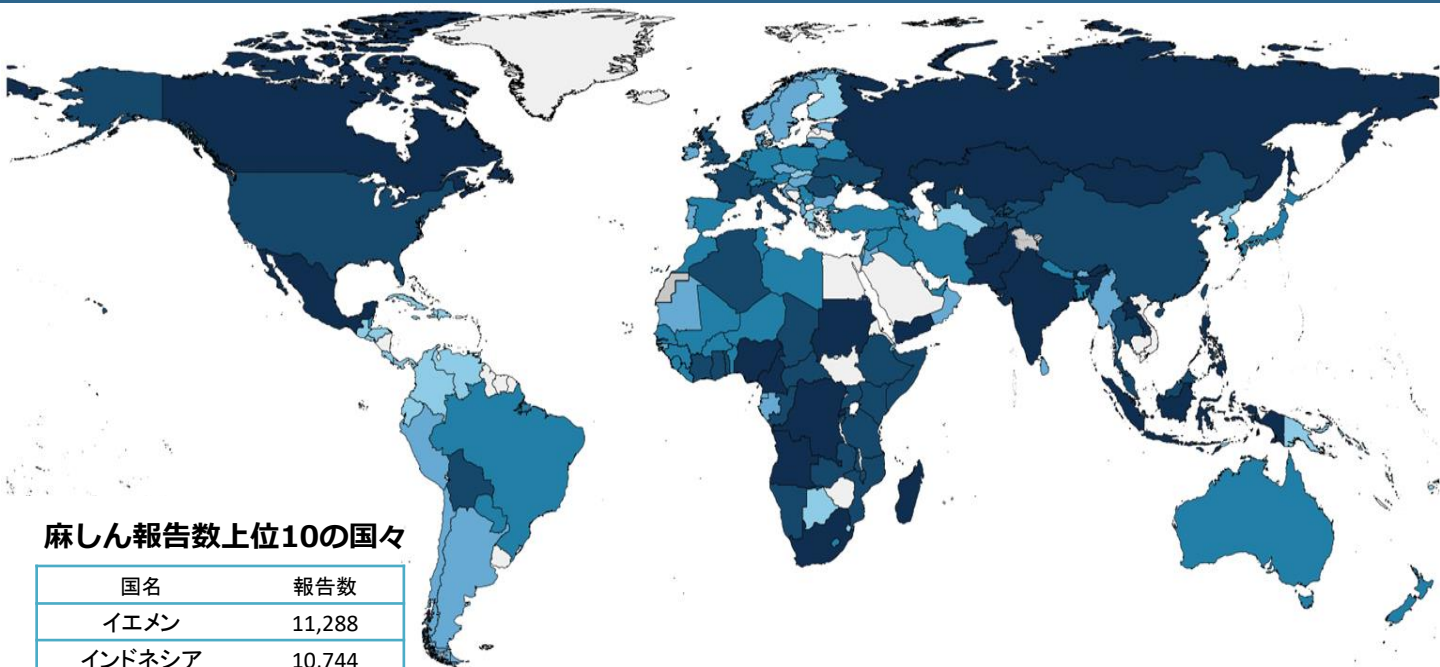 麻しん報告数上位10の国々
国名 報告数
イエメン 11,288
インドネシア 10,744